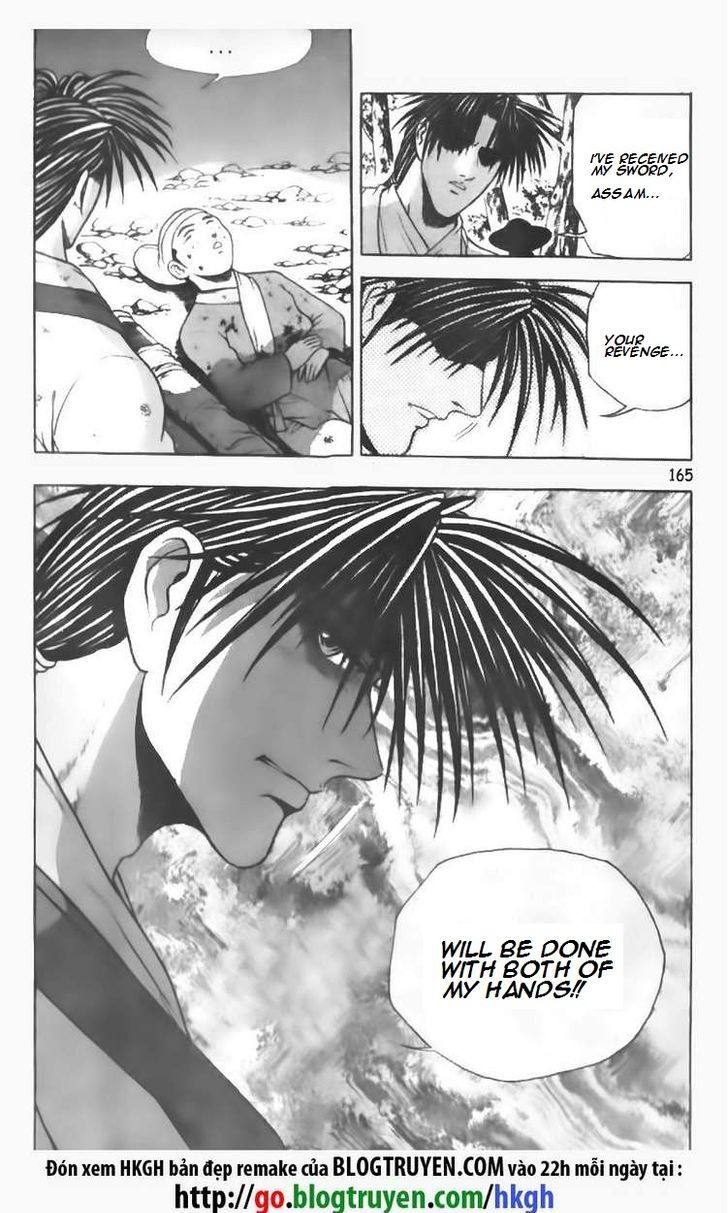 ...
I'VE RECEIVED
MY SWORD,
ASSAM...
YOUR
REVENGE...
165
WILL BE DONE
WITH BOTH OF
MY HANDS!!
Đón xem HKGH bản đẹp remake của BLOGTRUYEN.COM vào 22h mỗi ngày tại :
http://go.blogtruyen.com/hkgh